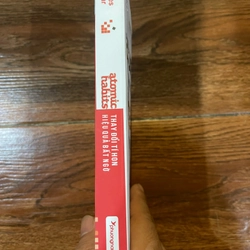 atomic
habits
THAY ĐỔI TÍ HON
HIỆU QUẢ BẤT NGỜ